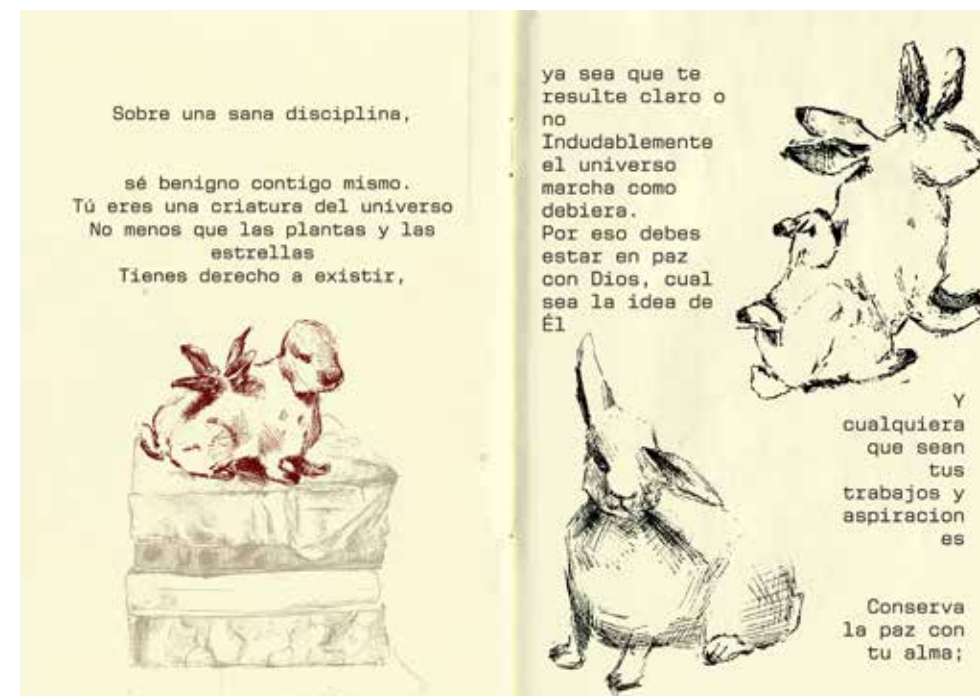 Sobre una sana disciplina,
sé benigno contigo mismo.
Tú eres una criatura del universo
No menos que las plantas y las
estrellas
Tienes derecho a existir,
ya sea que te
resulte claro o
no
Indudablemente
el universo
marcha como
debiera.
Por eso debes
estar en paz
con Dios, cual
sea la idea de
Él
Y
cualquiera
que sean
tus
trabajos y
aspiracion
es
Conserva
la paz con
tu alma;